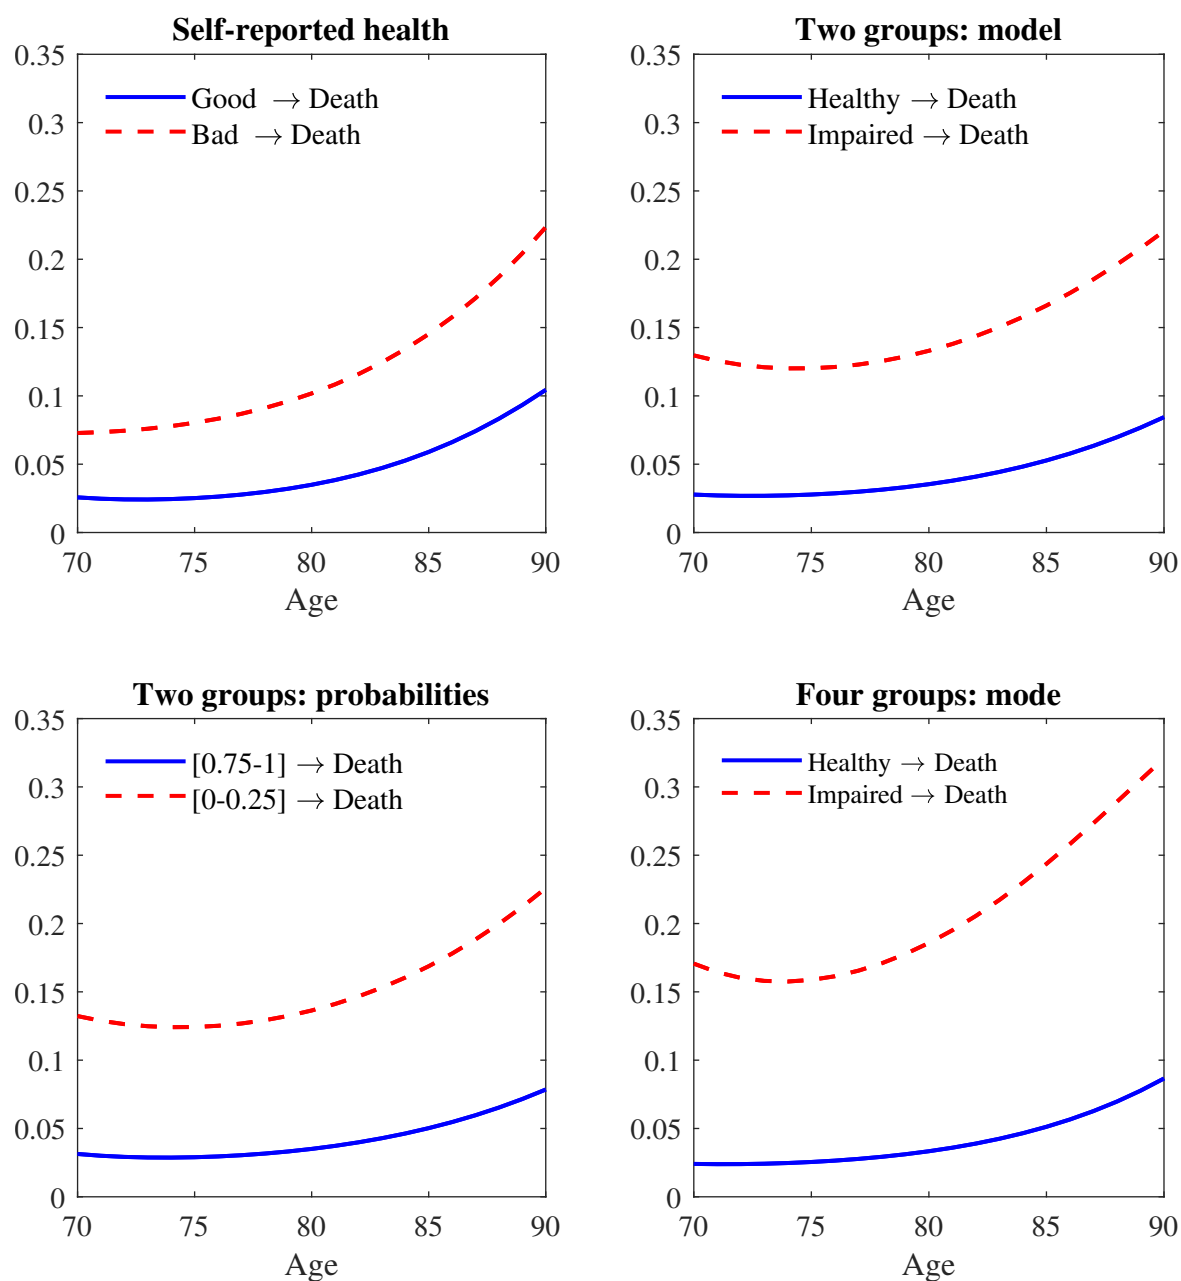 Self-reported health
0.35
0.3
0.25
0.2
0.15
0.1
0.05
0
Good → Death
Bad → Death
70 75 80 85 90
Age
Two groups: model
0.35
0.3
0.25
0.2
0.15
0.1
0.05
0
Healthy → Death
Impaired → Death
70 75 80 85 90
Age
Two groups: probabilities
0.35
0.3
0.25
0.2
0.15
0.1
0.05
0
[0.75-1] → Death
[0-0.25] → Death
70 75 80 85 90
Age
Four groups: mode
0.35
0.3
0.25
0.2
0.15
0.1
0.05
0
Healthy → Death
Impaired → Death
70 75 80 85 90
Age